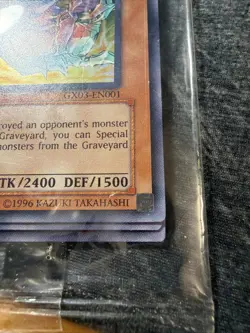 GX03-EN001
oyed an opponent's monster
Graveyard, you can Special
monsters from the Graveyard
TK/2400 DEF/1500
©1996 KAZUKI TAKAHASHI